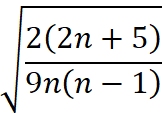 √(2(2n + 5) / 9n(n − 1))